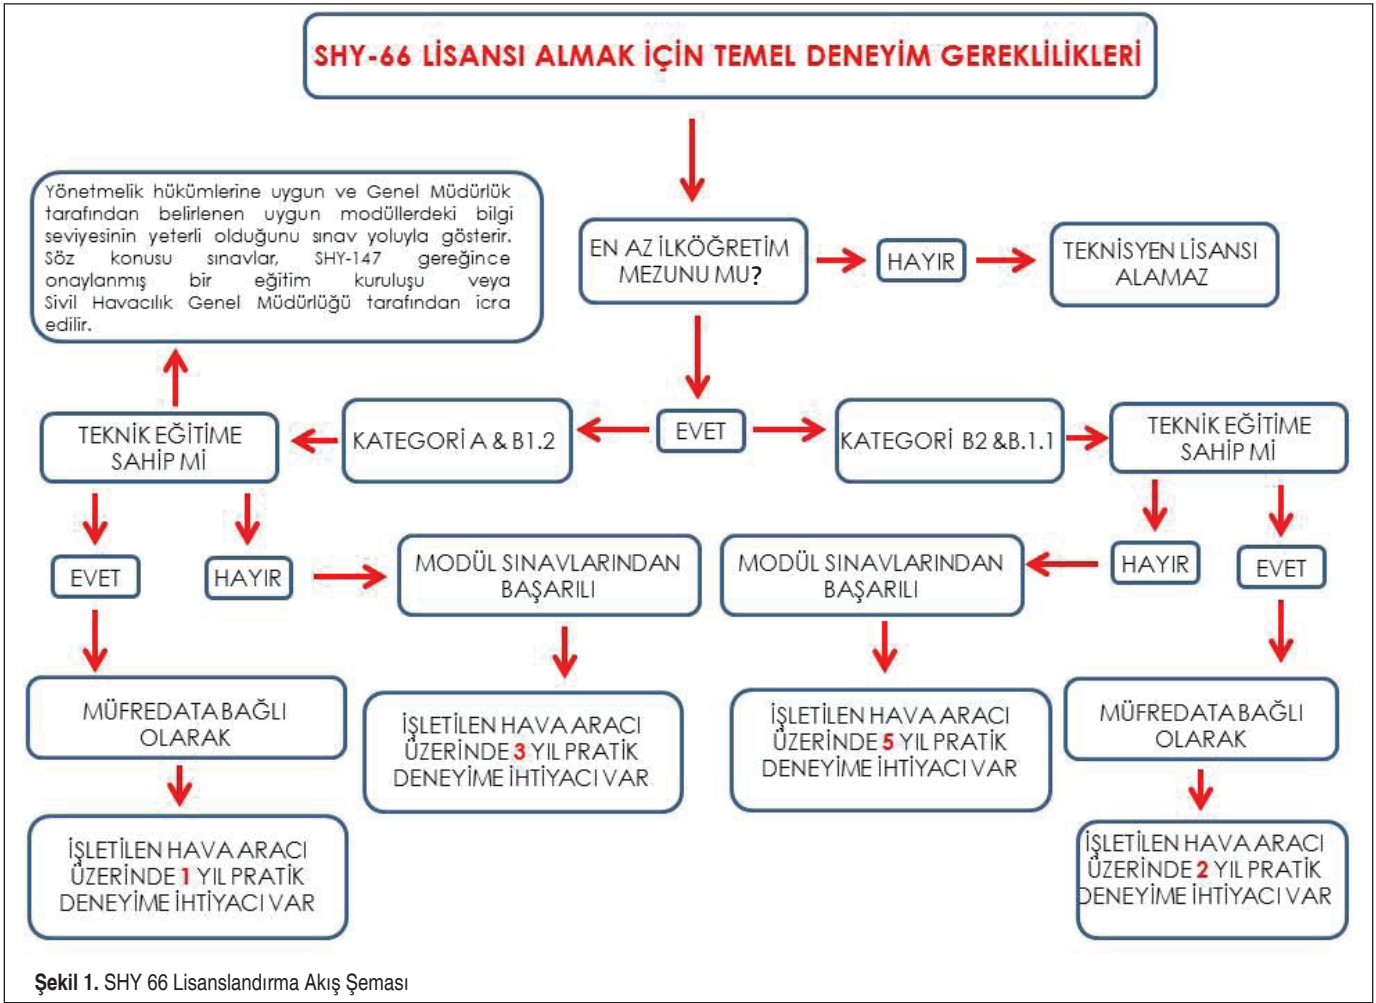 SHY-66 LİSANSI ALMAK İÇİN TEMEL DENEYİM GEREKLİLİKLERİ
Yönetmelik hükümlerine uygun ve Genel Müdürlük
tarafından belirlenen uygun modüllerdeki bilgi
seviyesinin yeterli olduğunu sınav yoluyla gösterir.
Söz konusu sınavlar, SHY-147 gereğince
onaylanmış bir eğitim kuruluşu veya
Sivil Havacılık Genel Müdürlüğü tarafından icra
edilir.
EN AZ İLKÖĞRETİM
MEZUNU MU?
HAYIR
TEKNİSYEN LİSANSI
ALAMAZ
TEKNİK EĞİTİME
SAHİP Mİ
KATEGORİ A & B1.2
EVET
KATEGORİ B2 &B.1.1
TEKNİK EĞİTİME
SAHİP Mİ
EVET
HAYIR
MODÜL SINAVLARINDAN
BAŞARILI
MODÜL SINAVLARINDAN
BAŞARILI
HAYIR
EVET
MÜFREDATA BAĞLI
OLARAK
İŞLETİLEN HAVA ARACI
ÜZERİNDE 3 YIL PRATİK
DENEYİME İHTİYACI VAR
İŞLETİLEN HAVA ARACI
ÜZERİNDE 5 YIL PRATİK
DENEYİME İHTİYACI VAR
MÜFREDATA BAĞLI
OLARAK
İŞLETİLEN HAVA ARACI
ÜZERİNDE 1 YIL PRATİK
DENEYİME İHTİYACI VAR
İŞLETİLEN HAVA ARACI
ÜZERİNDE 2 YIL PRATİK
DENEYİME İHTİYACI VAR
Şekil 1. SHY 66 Lisanslandırma Akış Şeması